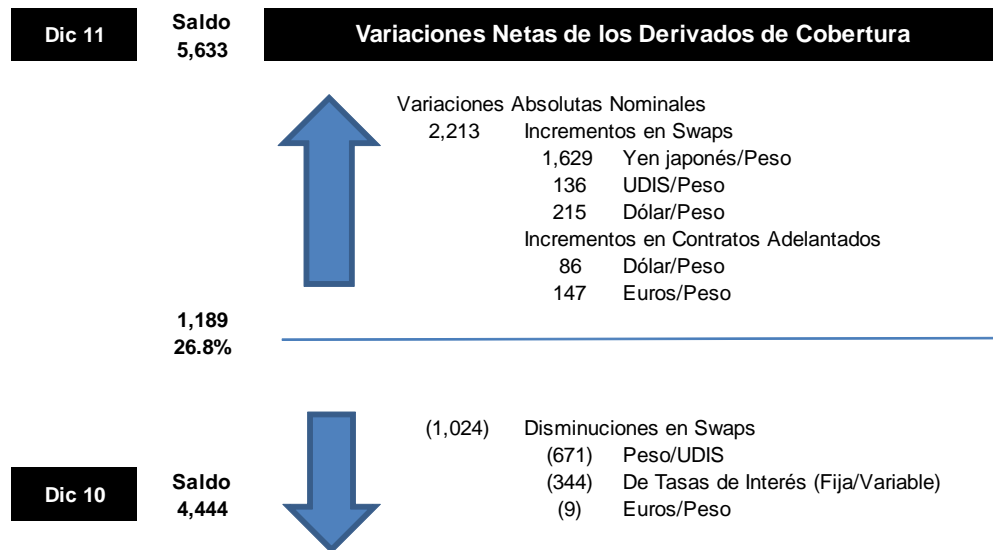 Dic 11 Saldo 5,633 Variaciones Netas de los Derivados de Cobertura
Variaciones Absolutas Nominales
2,213 Incrementos en Swaps
1,629 Yen japonés/Peso
136 UDIS/Peso
215 Dólar/Peso
Incrementos en Contratos Adelantados
86 Dólar/Peso
147 Euros/Peso
1,189
26.8%
(1,024) Disminuciones en Swaps
(671) Peso/UDIS
(344) De Tasas de Interés (Fija/Variable)
(9) Euros/Peso
Dic 10 Saldo 4,444